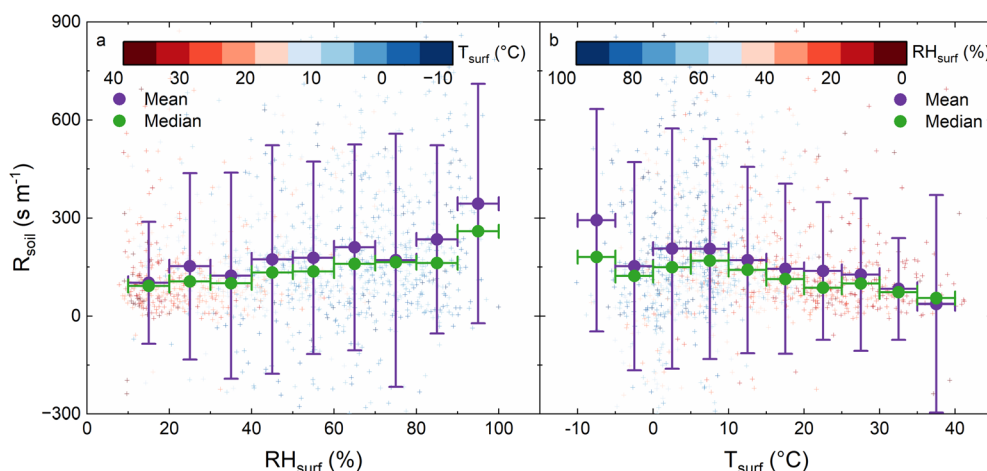 900
600
300
0
−300
R_soil (s m⁻¹)
a
T_surf (°C)
40 30 20 10 0 −10
Mean
Median
0 20 40 60 80 100
RH_surf (%)
b
RH_surf (%)
100 80 60 40 20 0
Mean
Median
-10 0 10 20 30 40
T_surf (°C)